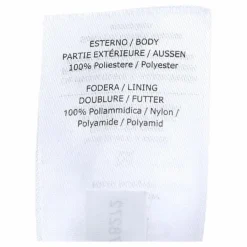 ESTERNO / BODY
PARTIE EXTÉRIEURE / AUSSEN
100% Poliestere / Polyester
FODERA / LINING
DOUBLURE / FUTTER
100% Poliammidica / Nylon /
Polyamide / Polyamid